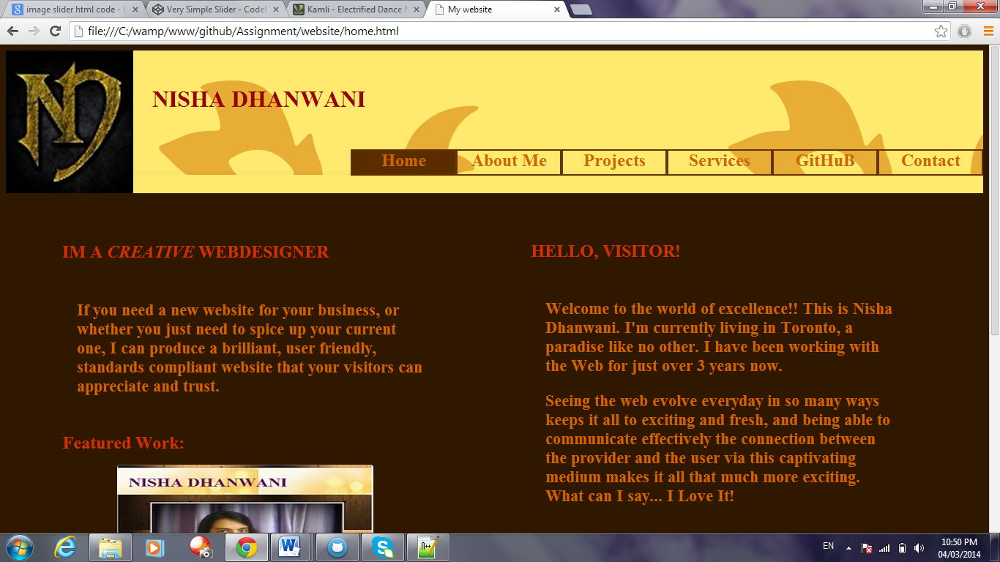 image slider html code - G
Very Simple Slider - CodeP
Kamli - Electrified Dance M
My website
file:///C:/wamp/www/github/Assignment/website/home.html
ND
NISHA DHANWANI
Home About Me Projects Services GitHuB Contact
IM A CREATIVE WEBDESIGNER
If you need a new website for your business, or
whether you just need to spice up your current
one, I can produce a brilliant, user friendly,
standards compliant website that your visitors can
appreciate and trust.
Featured Work:
NISHA DHANWANI
HELLO, VISITOR!
Welcome to the world of excellence!! This is Nisha
Dhanwani. I'm currently living in Toronto, a
paradise like no other. I have been working with
the Web for just over 3 years now.
Seeing the web evolve everyday in so many ways
keeps it all to exciting and fresh, and being able to
communicate effectively the connection between
the provider and the user via this captivating
medium makes it all that much more exciting.
What can I say... I Love It!
EN
10:50 PM
04/03/2014